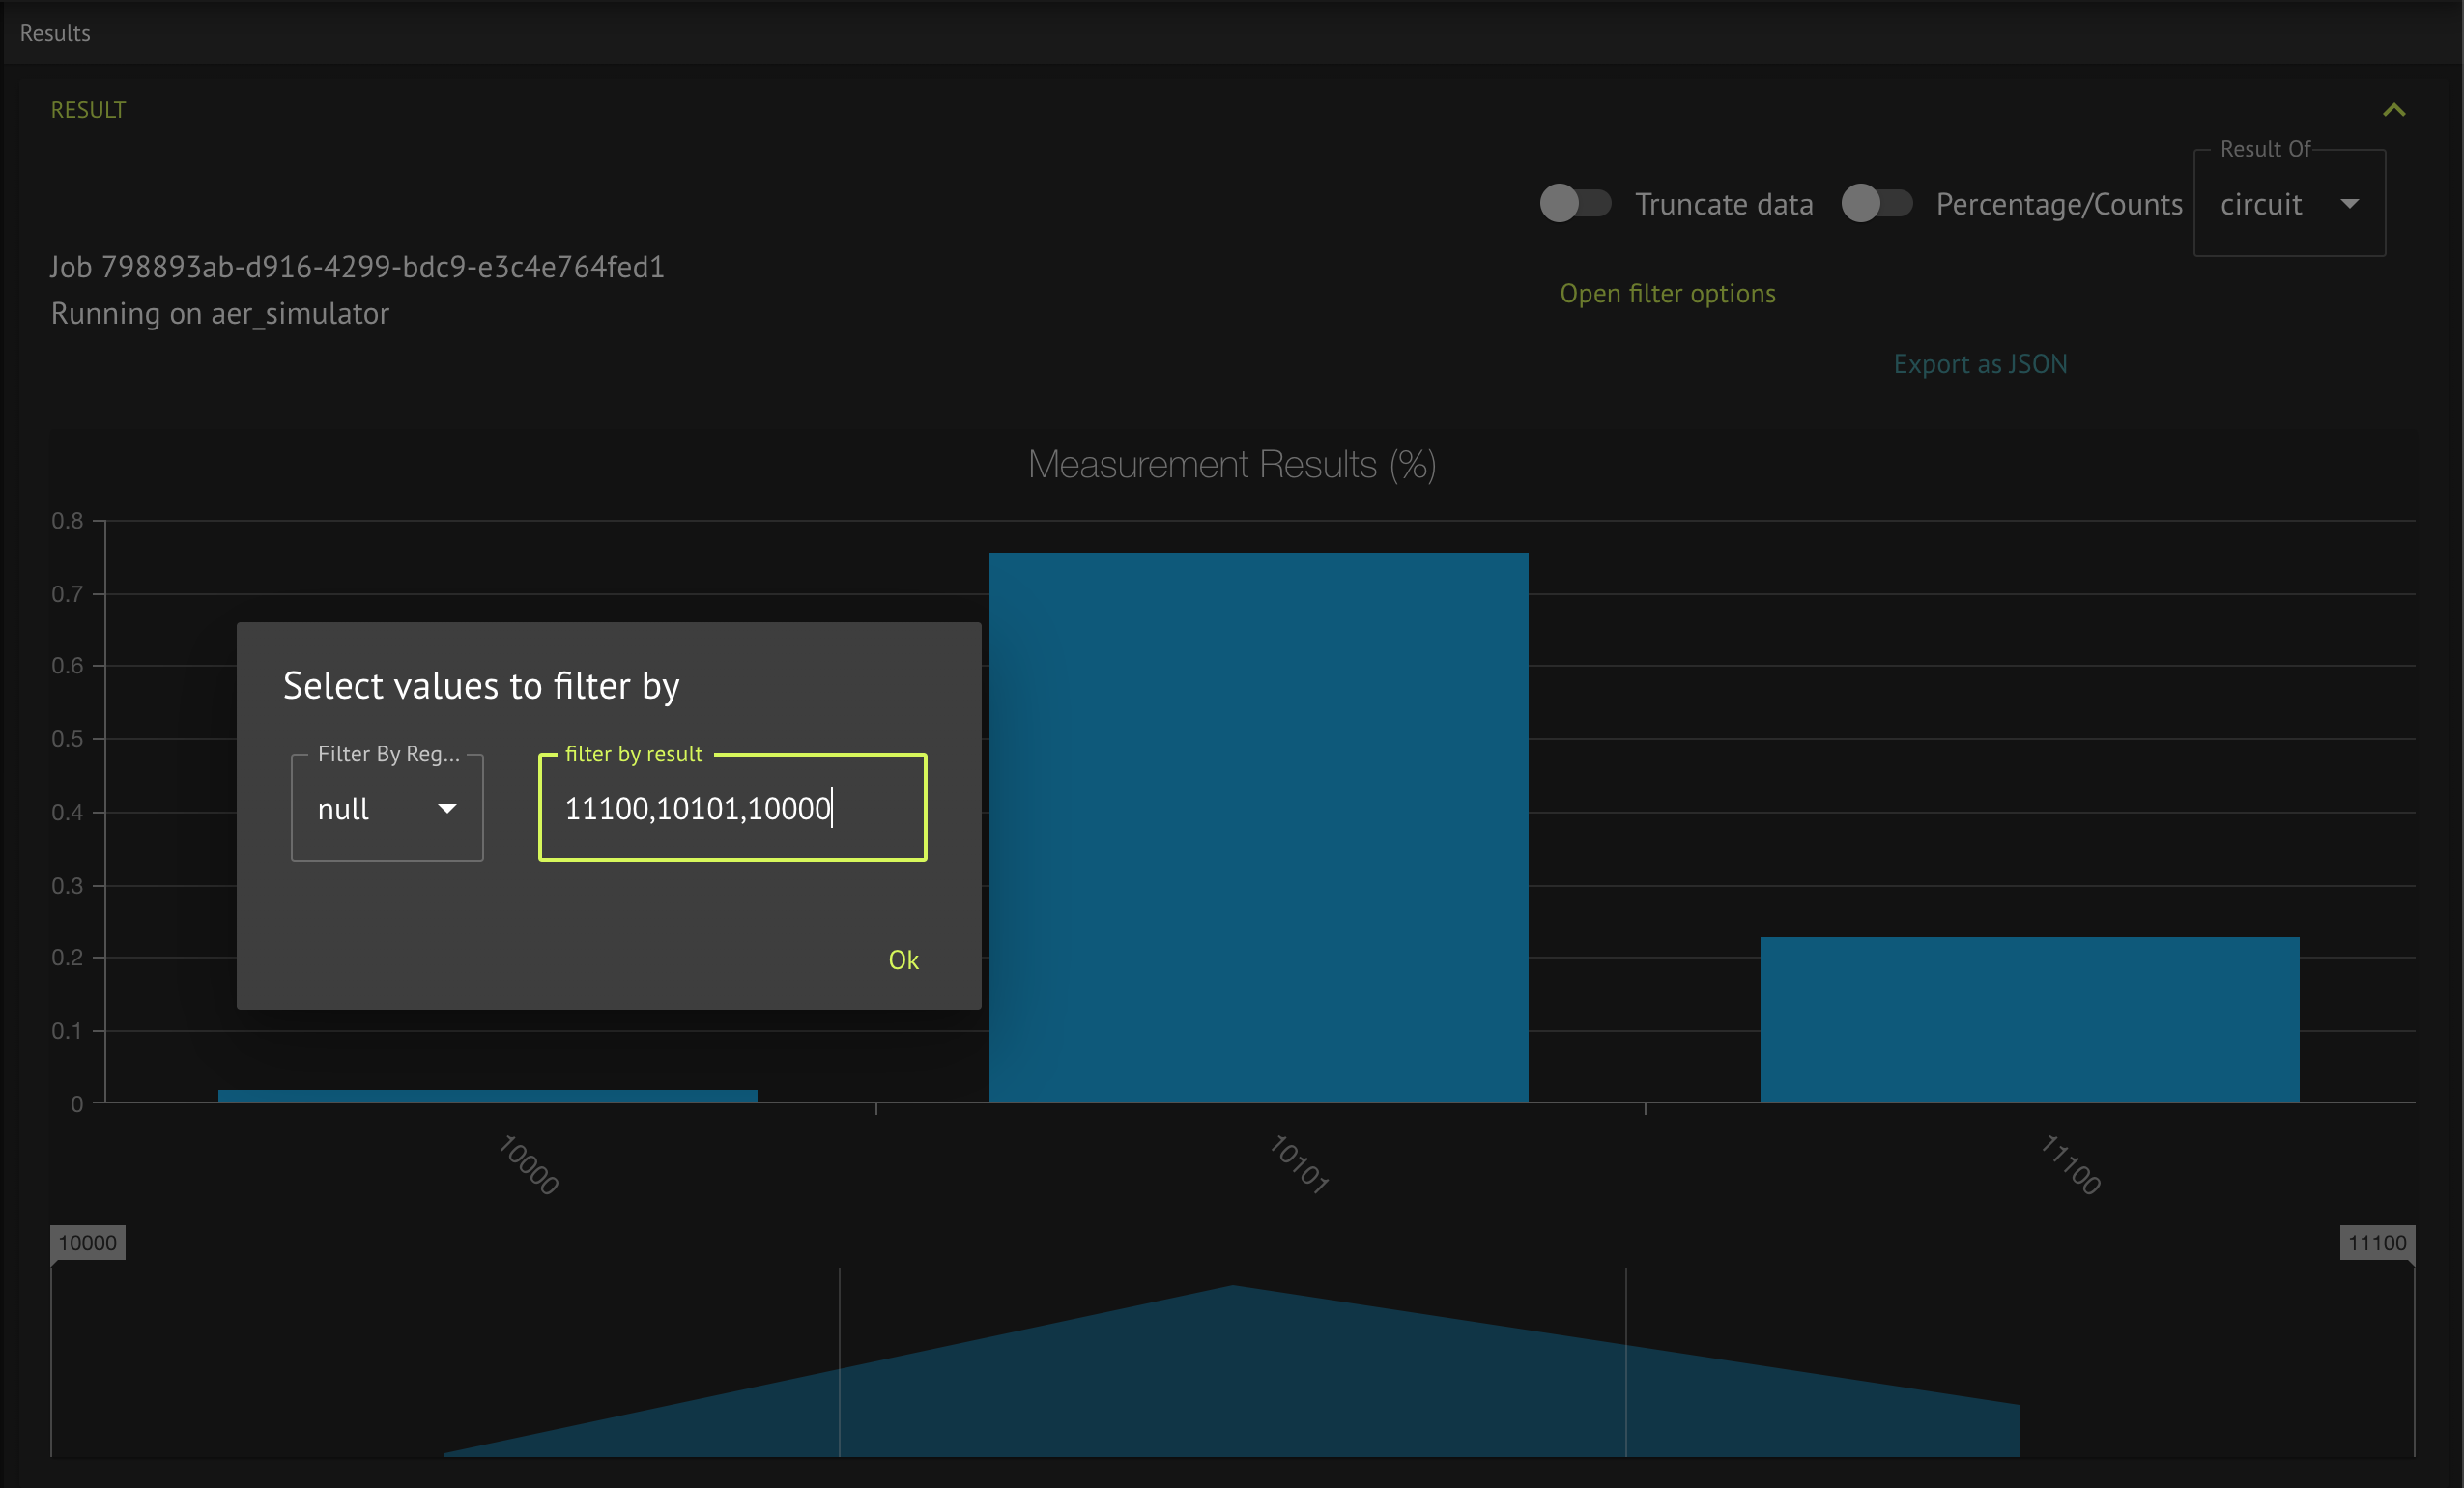 Results
RESULT
Result Of
Truncate data
Percentage/Counts
circuit
Job 798893ab-d916-4299-bdc9-e3c4e764fed1
Running on aer_simulator
Open filter options
Export as JSON
Measurement Results (%)
0.8
0.7
0.6
0.5
0.4
0.3
0.2
0.1
0
Select values to filter by
Filter By Reg...
filter by result
null
11100,10101,10000
Ok
10000
10101
11100
10000
11100